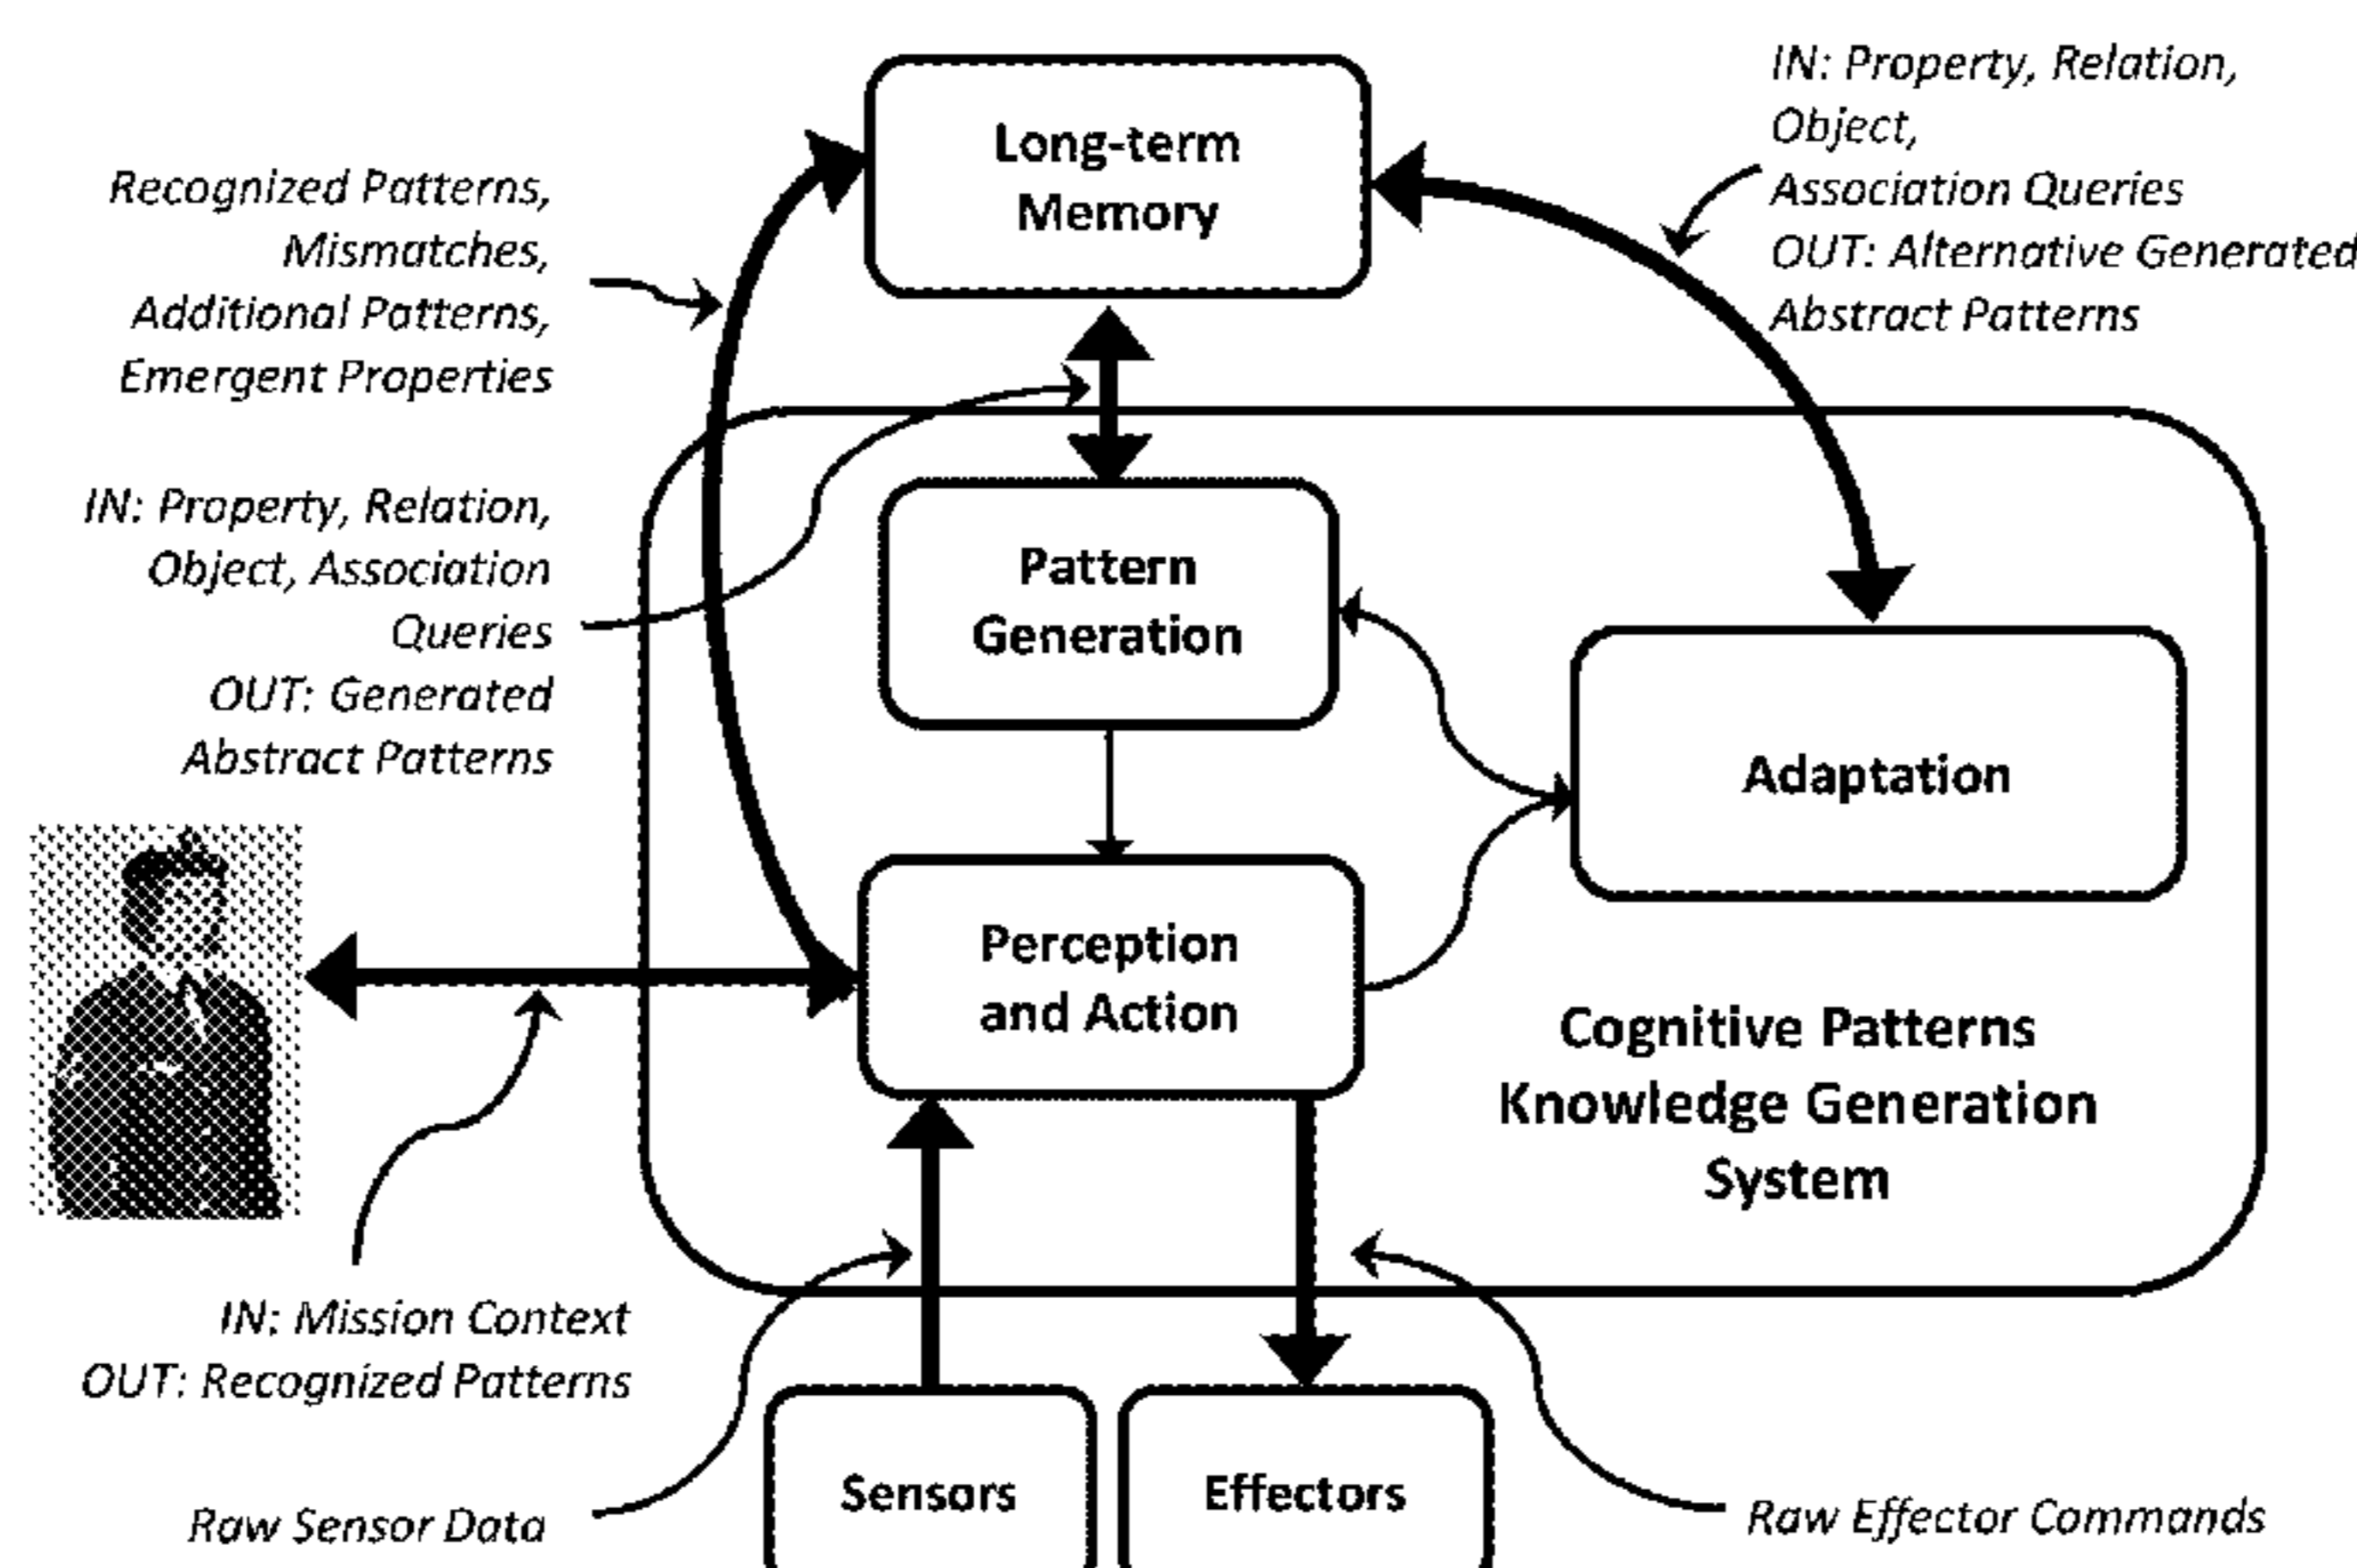 Long-term
Memory
IN: Property, Relation,
Object,
Association Queries
OUT: Alternative Generated
Abstract Patterns
Recognized Patterns,
Mismatches,
Additional Patterns,
Emergent Properties
IN: Property, Relation,
Object, Association
Queries
OUT: Generated
Abstract Patterns
Pattern
Generation
Adaptation
Perception
and Action
Cognitive Patterns
Knowledge Generation
System
IN: Mission Context
OUT: Recognized Patterns
Raw Sensor Data
Sensors
Effectors
Raw Effector Commands